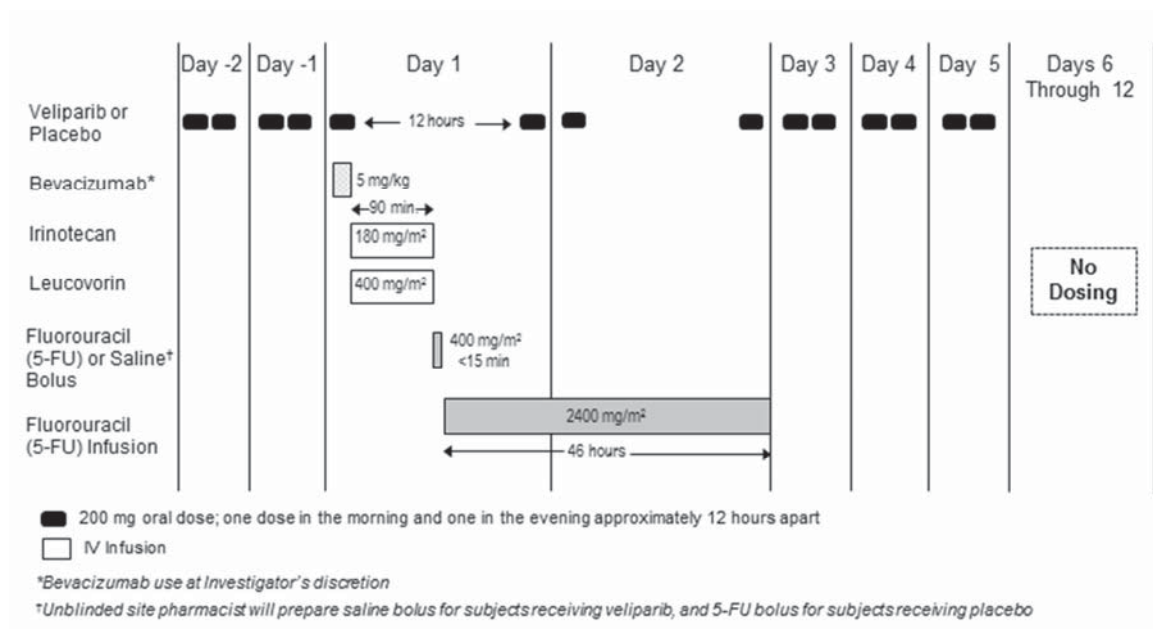 Day -2 Day -1 Day 1 Day 2 Day 3 Day 4 Day 5 Days 6
Through 12
Veliparib or
Placebo
12 hours
Bevacizumab*
5 mg/kg
90 min.
Irinotecan
180 mg/m²
Leucovorin
400 mg/m²
No
Dosing
Fluorouracil
(5-FU) or Saline†
Bolus
400 mg/m²
<15 min
Fluorouracil
(5-FU) Infusion
2400 mg/m²
46 hours
200 mg oral dose; one dose in the morning and one in the evening approximately 12 hours apart
IV Infusion
*Bevacizumab use at Investigator's discretion
†Unblinded site pharmacist will prepare saline bolus for subjects receiving veliparib, and 5-FU bolus for subjects receiving placebo